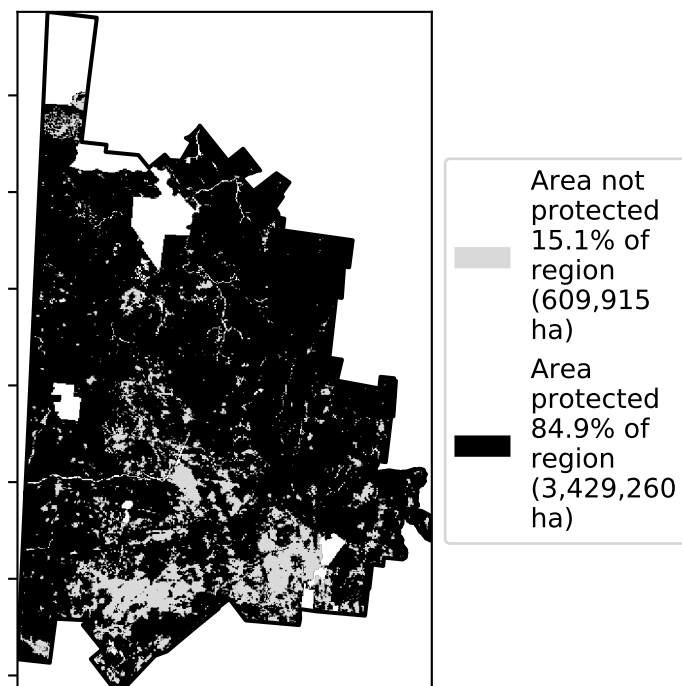 Area not
protected
15.1% of
region
(609,915
ha)
Area
protected
84.9% of
region
(3,429,260
ha)